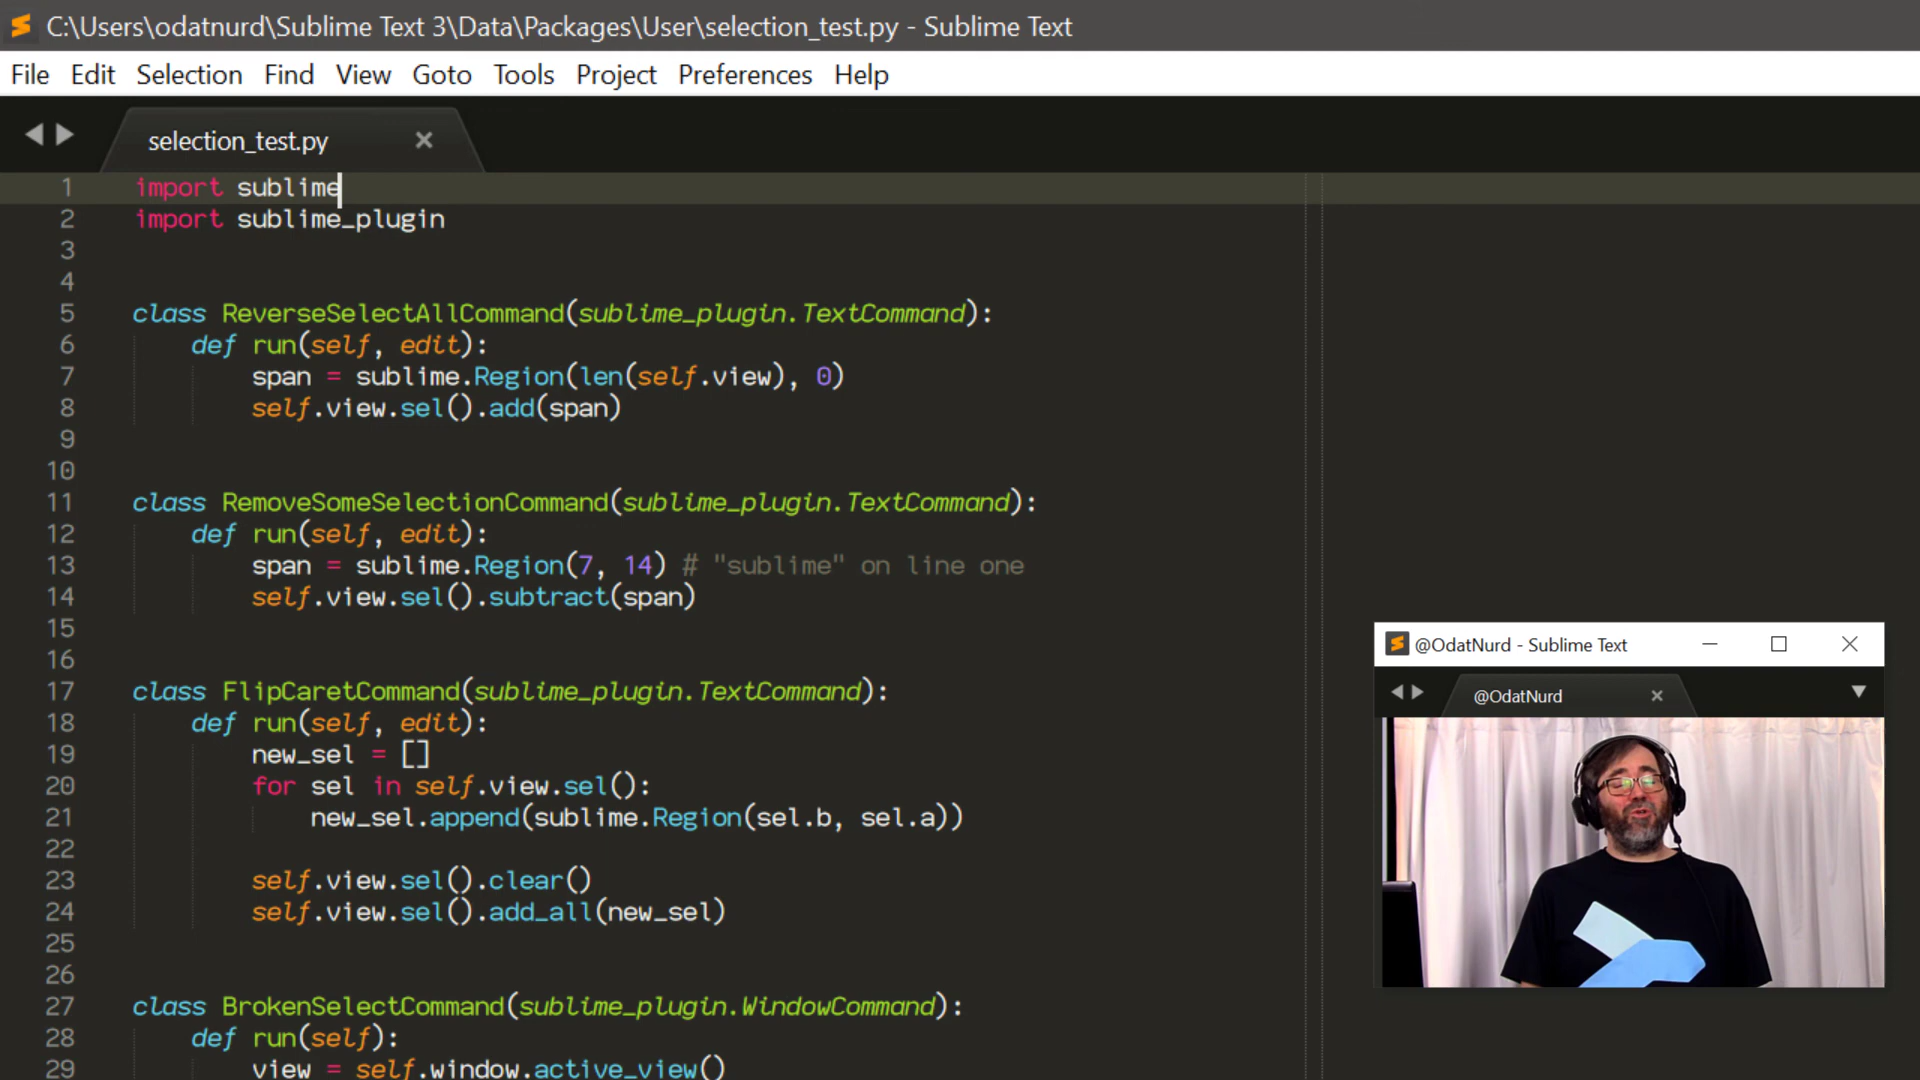 C:\Users\odatnurd\Sublime Text 3\Data\Packages\User\selection_test.py - Sublime Text
File Edit Selection Find View Goto Tools Project Preferences Help
selection_test.py
1 import sublime
2 import sublime_plugin
3
4
5 class ReverseSelectAllCommand(sublime_plugin.TextCommand):
6     def run(self, edit):
7         span = sublime.Region(len(self.view), 0)
8         self.view.sel().add(span)
9
10
11 class RemoveSomeSelectionCommand(sublime_plugin.TextCommand):
12     def run(self, edit):
13         span = sublime.Region(7, 14) # "sublime" on line one
14         self.view.sel().subtract(span)
15
16
17 class FlipCaretCommand(sublime_plugin.TextCommand):
18     def run(self, edit):
19         new_sel = []
20         for sel in self.view.sel():
21             new_sel.append(sublime.Region(sel.b, sel.a))
22
23         self.view.sel().clear()
24         self.view.sel().add_all(new_sel)
25
26
27 class BrokenSelectCommand(sublime_plugin.WindowCommand):
28     def run(self):
29         view = self.window.active_view()
@OdatNurd - Sublime Text
@OdatNurd